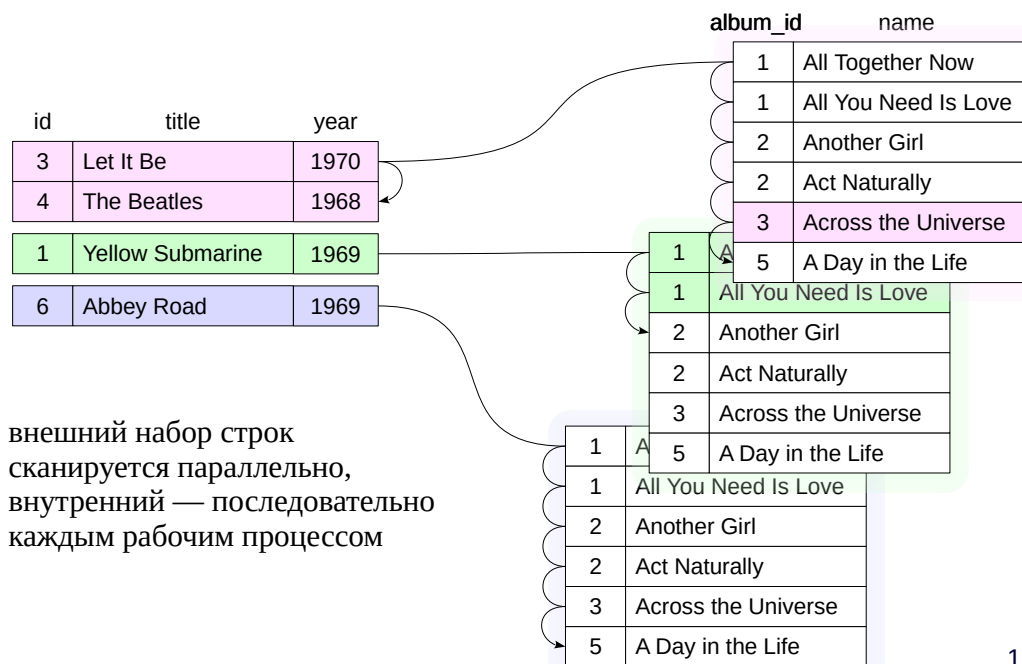 album_id name
1 All Together Now
1 All You Need Is Love
2 Another Girl
2 Act Naturally
3 Across the Universe
5 A Day in the Life
id title year
3 Let It Be 1970
4 The Beatles 1968
1 Yellow Submarine 1969
6 Abbey Road 1969
1 A
1 All You Need Is Love
2 Another Girl
2 Act Naturally
3 Across the Universe
5 A Day in the Life
внешний набор строк
сканируется параллельно,
внутренний — последовательно
каждым рабочим процессом
1 A
1 All You Need Is Love
2 Another Girl
2 Act Naturally
3 Across the Universe
5 A Day in the Life
1